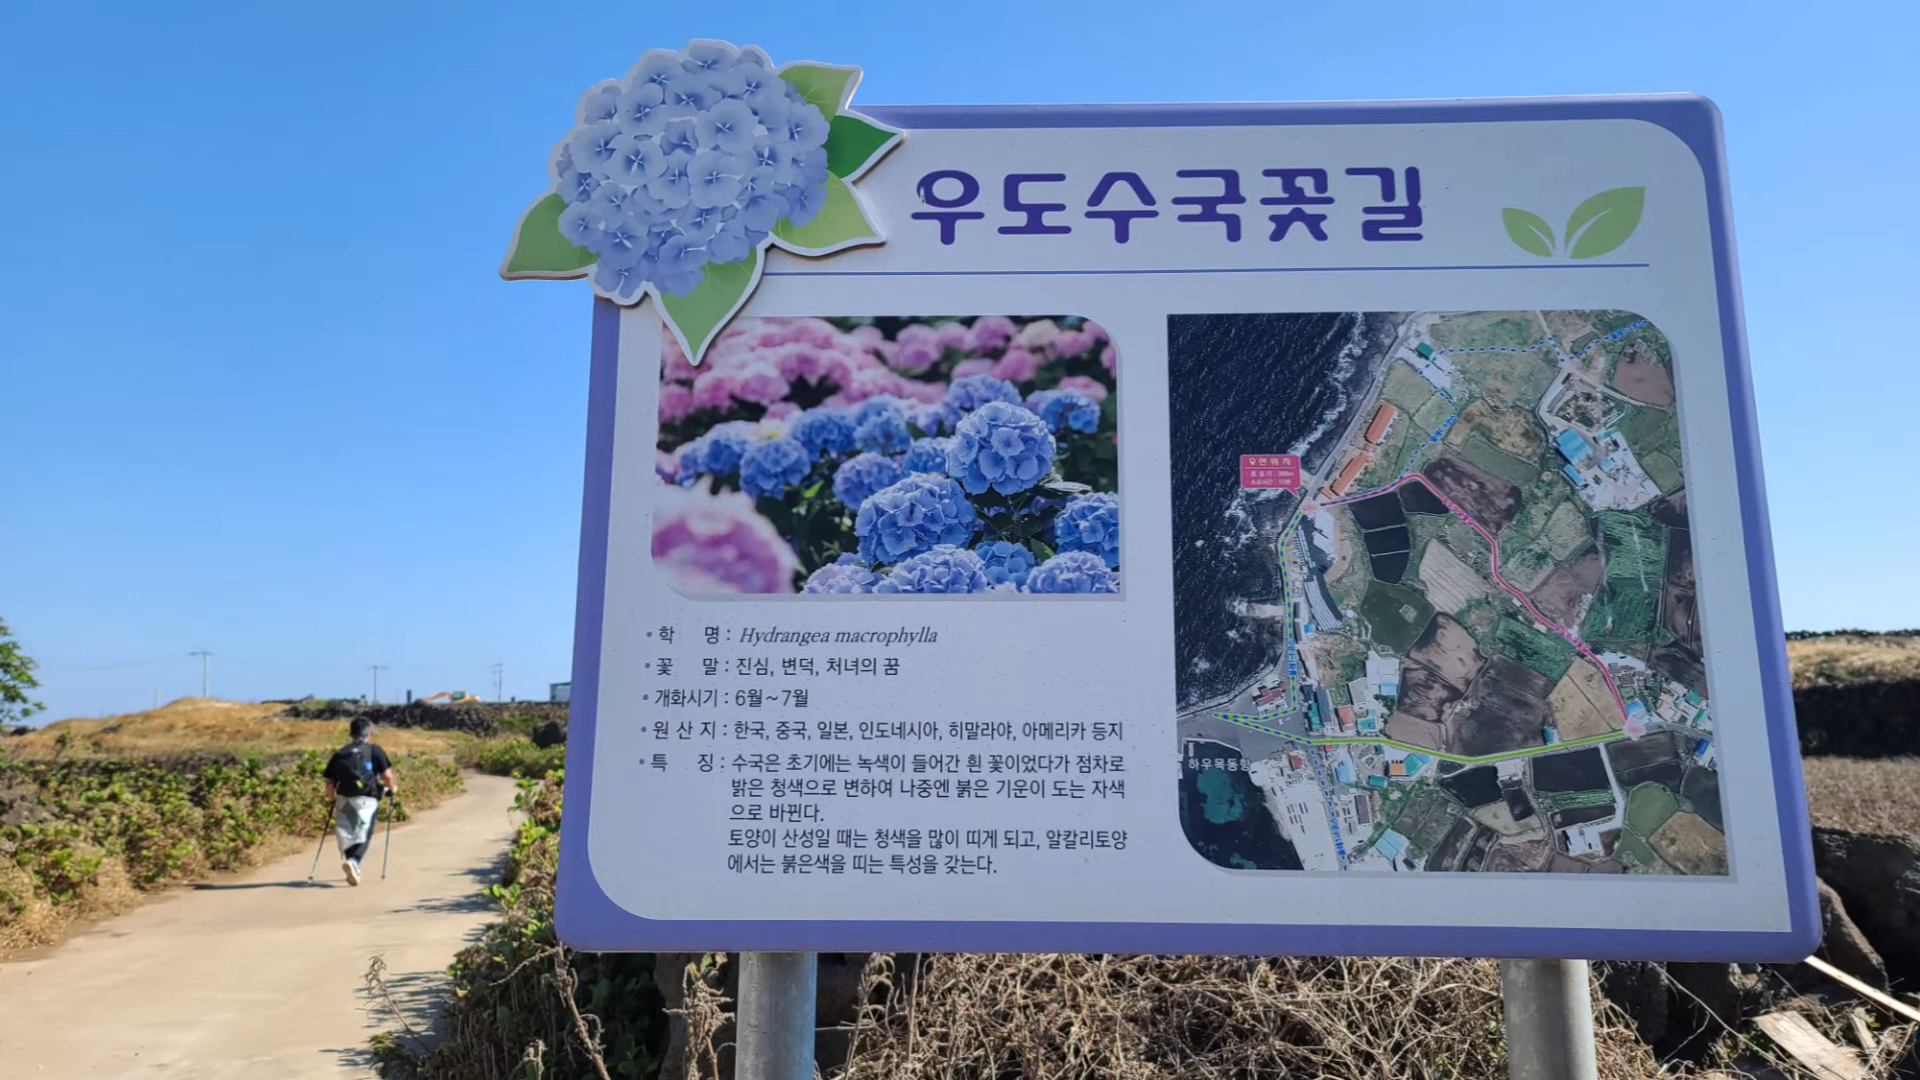 우도수국꽃길
• 학 명 : Hydrangea macrophylla
• 꽃 말 : 진심, 변덕, 처녀의 꿈
• 개화시기 : 6월~7월
• 원 산 지 : 한국, 중국, 일본, 인도네시아, 히말라야, 아메리카 등지
• 특 징 : 수국은 초기에는 녹색이 들어간 흰 꽃이었다가 점차로
밝은 청색으로 변하여 나중엔 붉은 기운이 도는 자색
으로 바뀐다.
토양이 산성일 때는 청색을 많이 띠게 되고, 알칼리토양
에서는 붉은색을 띠는 특성을 갖는다.
현위치
하우목동항